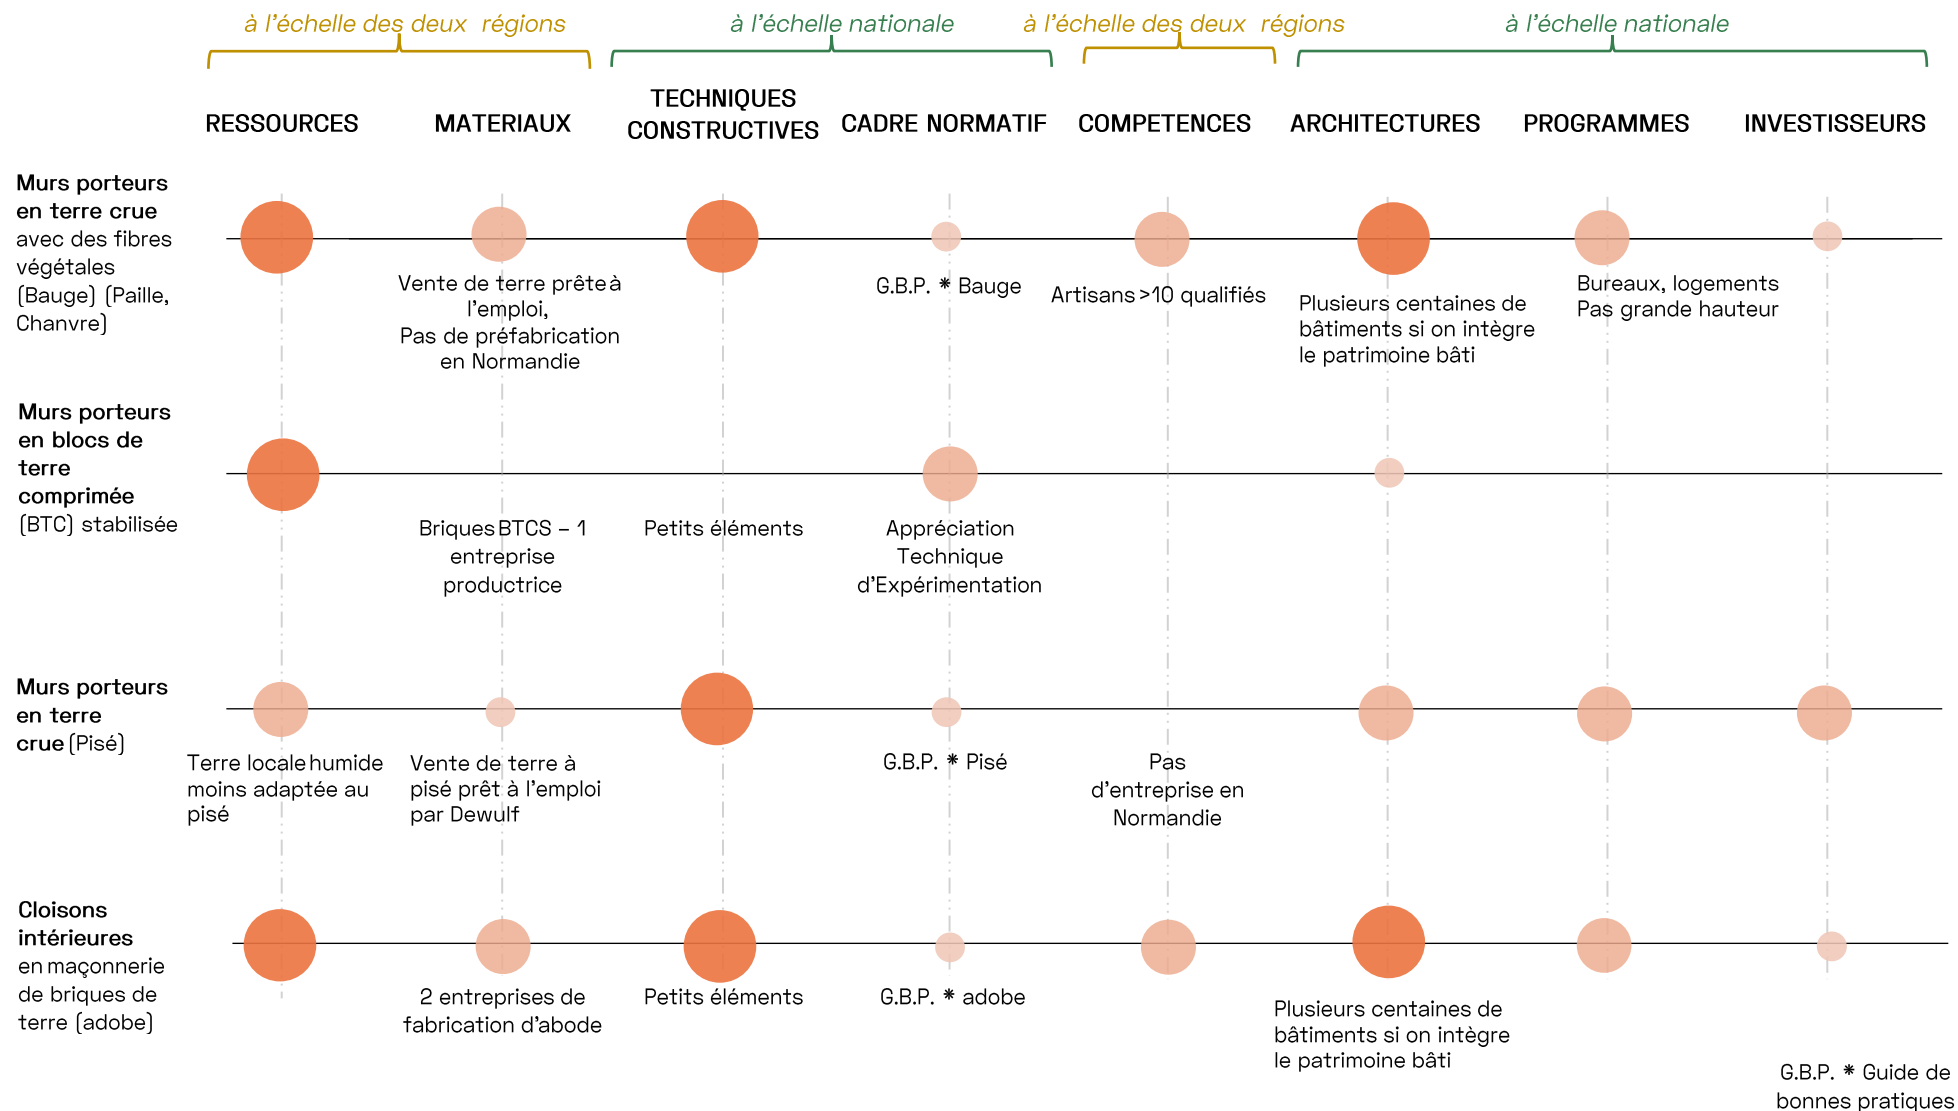 à l'échelle des deux régions
à l'échelle nationale
à l'échelle des deux régions
à l'échelle nationale
RESSOURCES
MATERIAUX
TECHNIQUES
CONSTRUCTIVES
CADRE NORMATIF
COMPETENCES
ARCHITECTURES
PROGRAMMES
INVESTISSEURS
Murs porteurs
en terre crue
avec des fibres
végétales
(Bauge) (Paille,
Chanvre)
Vente de terre prête à
l'emploi,
Pas de préfabrication
en Normandie
G.B.P. * Bauge
Artisans >10 qualifiés
Plusieurs centaines de
bâtiments si on intègre
le patrimoine bâti
Bureaux, logements
Pas grande hauteur
Murs porteurs
en blocs de
terre
comprimée
(BTC) stabilisée
Briques BTCS – 1
entreprise
productrice
Petits éléments
Appréciation
Technique
d'Expérimentation
Murs porteurs
en terre
crue (Pisé)
Terre locale humide
moins adaptée au
pisé
Vente de terre à
pisé prêt à l'emploi
par Dewulf
G.B.P. * Pisé
Pas
d'entreprise en
Normandie
Cloisons
intérieures
en maçonnerie
de briques de
terre (adobe)
2 entreprises de
fabrication d'abode
Petits éléments
G.B.P. * adobe
Plusieurs centaines de
bâtiments si on intègre
le patrimoine bâti
G.B.P. * Guide de
bonnes pratiques